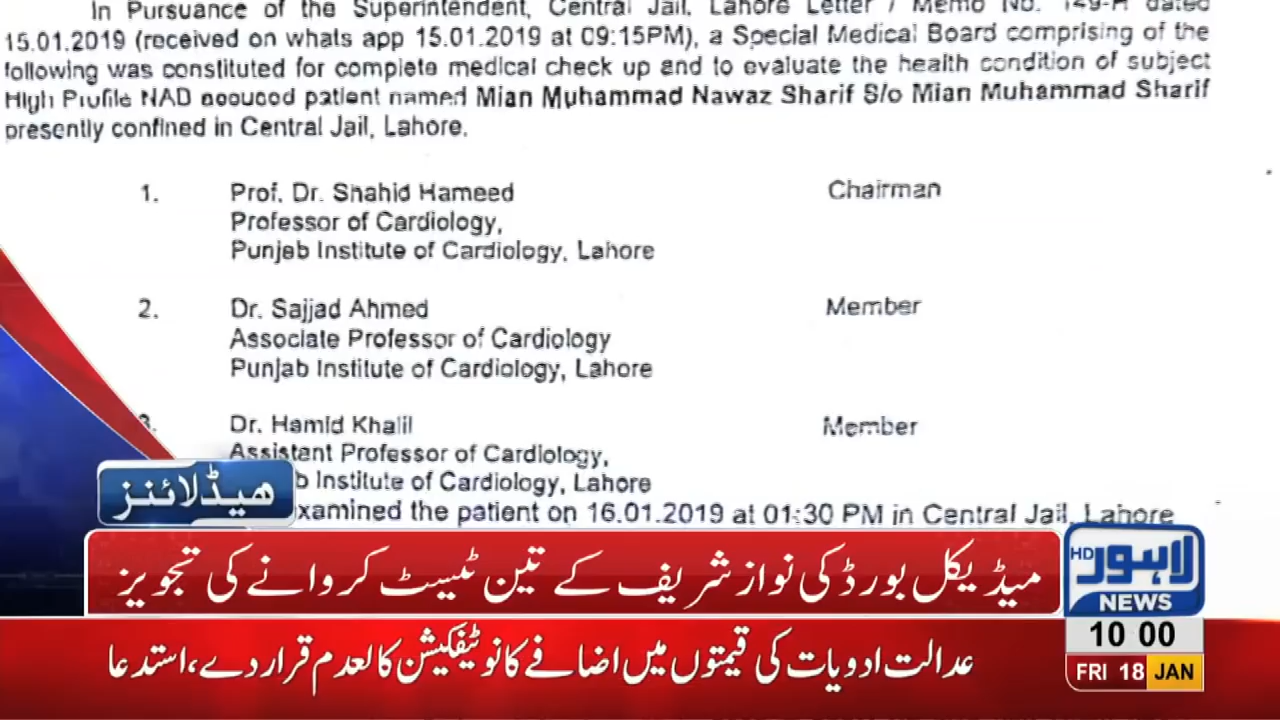 In Pursuance of the Superintendent, Central Jail, Lahore Letter / Memo No. 149-H dated
15.01.2019 (received on whats app 15.01.2019 at 09:15PM), a Special Medical Board comprising of the
following was constituted for complete medical check up and to evaluate the health condition of subject
High Profile NAB accused patient named Mian Muhammad Nawaz Sharif S/o Mian Muhammad Sharif
presently confined in Central Jail, Lahore.
1. Prof. Dr. Shahid Hameed Chairman
Professor of Cardiology,
Punjab Institute of Cardiology, Lahore
2. Dr. Sajjad Ahmed Member
Associate Professor of Cardiology
Punjab Institute of Cardiology, Lahore
3. Dr. Hamid Khalil Member
Assistant Professor of Cardiology,
b Institute of Cardiology, Lahore
xamined the patient on 16.01.2019 at 01:30 PM in Central Jail, Lahore
ھیڈلائنز
میڈیکل بورڈ کی نواز شریف کے تین ٹیسٹ کروانے کی تجویز
HD لاہور
NEWS
10 00
عدالت ادویات کی قیمتوں میں اضافے کا نوٹیفکیشن کالعدم قرار دے، استدعا
FRI 18 JAN